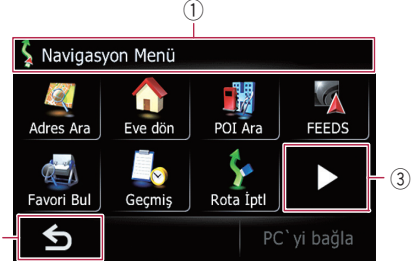 ①
Navigasyon Menü
Adres Ara
Eve dön
POI Ara
FEEDS
③
Favori Bul
Geçmiş
Rota İptl
PC`yi bağla